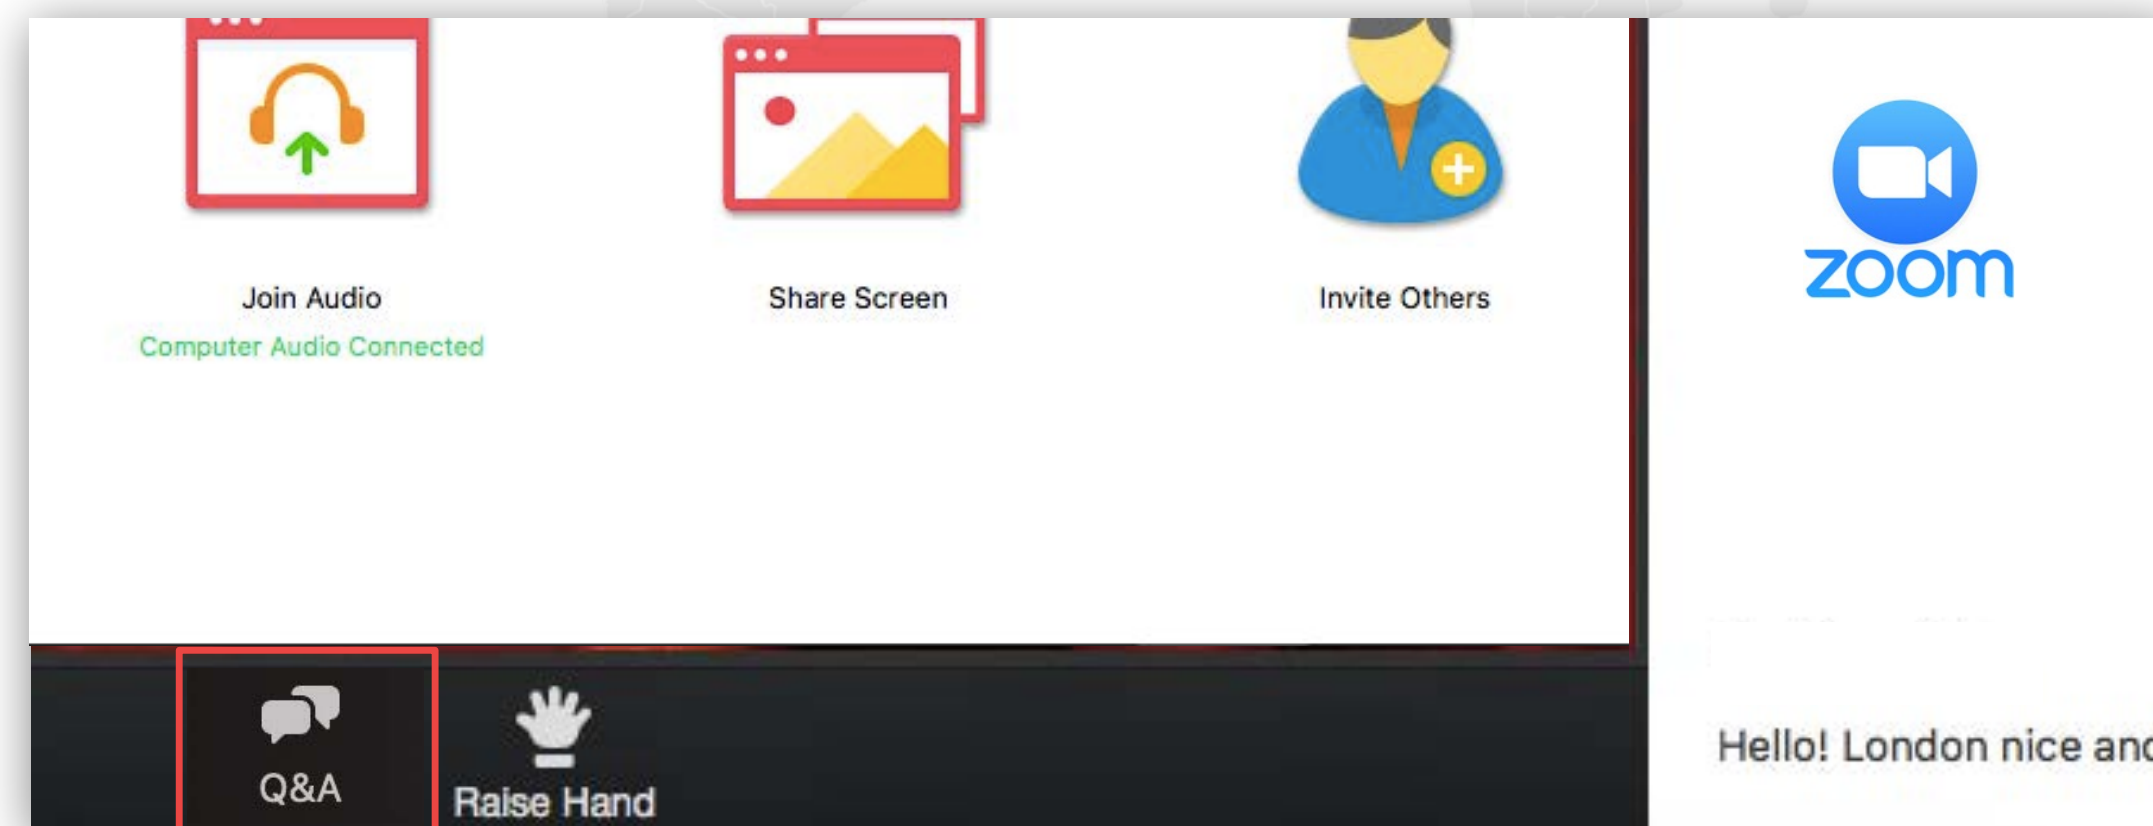 Join Audio
Share Screen
Invite Others
Computer Audio Connected
zoom
Q&A
Raise Hand
Hello! London nice and